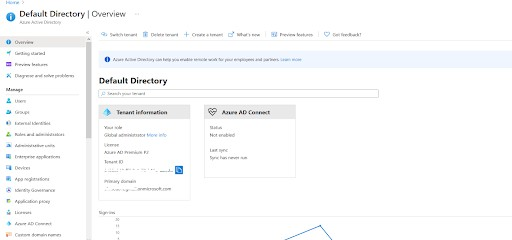 Home >
Default Directory | Overview ...
Azure Active Directory
Switch tenant
Delete tenant
+ Create a tenant
What's new
Preview features
Got feedback?
Overview
Getting started
Preview features
Diagnose and solve problems
Manage
Users
Groups
External Identities
Roles and administrators
Administrative units
Enterprise applications
Devices
App registrations
Identity Governance
Application proxy
Licenses
Azure AD Connect
Custom domain names
Azure Active Directory can help you enable remote work for your employees and partners. Learn more
Default Directory
Search your tenant
Tenant information
Your role
Global administrator More info
License
Azure AD Premium P2
Tenant ID
Primary domain
onmicrosoft.com
Azure AD Connect
Status
Not enabled
Last sync
Sync has never run
Sign-ins